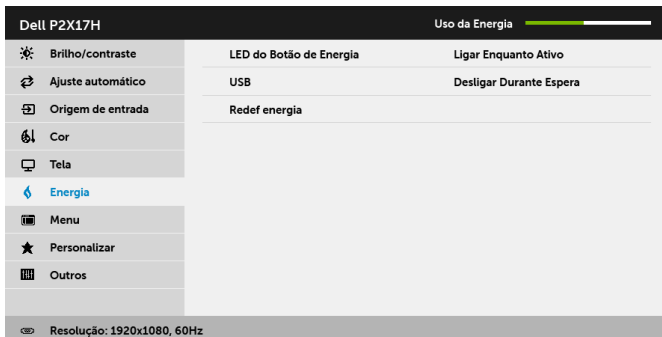 Dell P2X17H Uso da Energia
Brilho/contraste LED do Botão de Energia Ligar Enquanto Ativo
Ajuste automático USB Desligar Durante Espera
Origem de entrada Redef energia
Cor
Tela
Energia
Menu
Personalizar
Outros
Resolução: 1920x1080, 60Hz